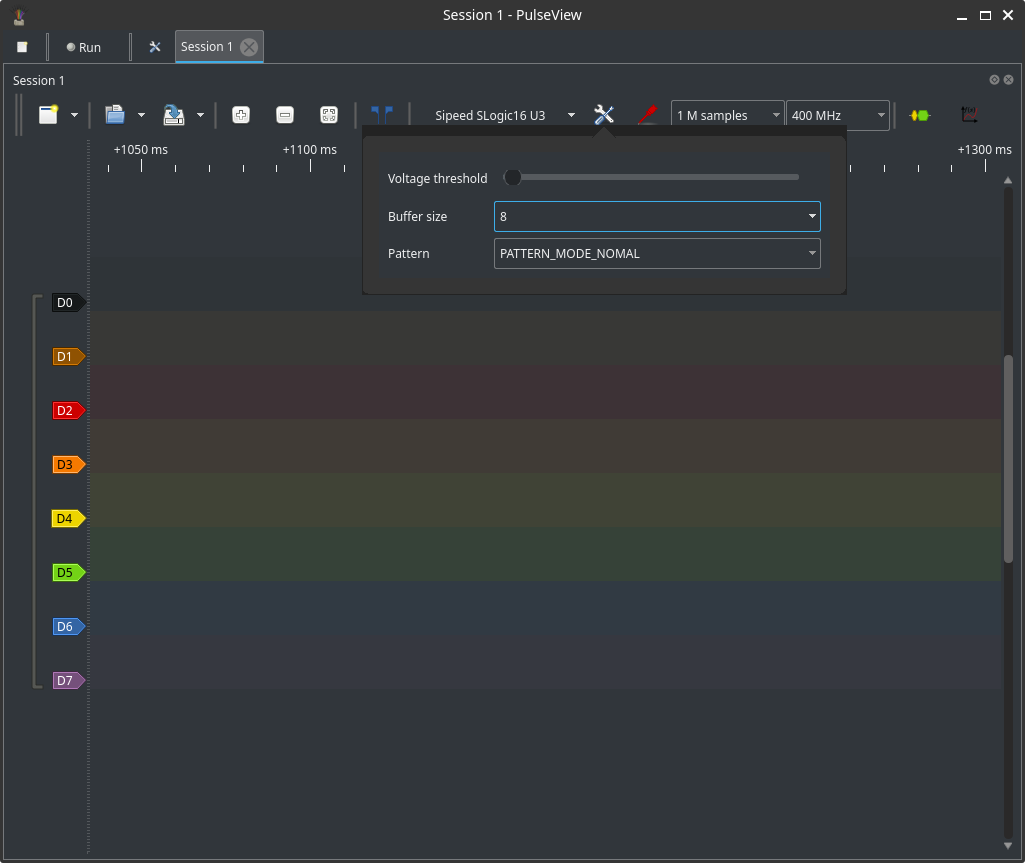 Session 1 - PulseView
Run
Session 1
Session 1
Sipeed SLogic16 U3
1 M samples
400 MHz
+1050 ms
+1100 ms
+1300 ms
Voltage threshold
Buffer size
8
Pattern
PATTERN_MODE_NOMAL
D0
D1
D2
D3
D4
D5
D6
D7